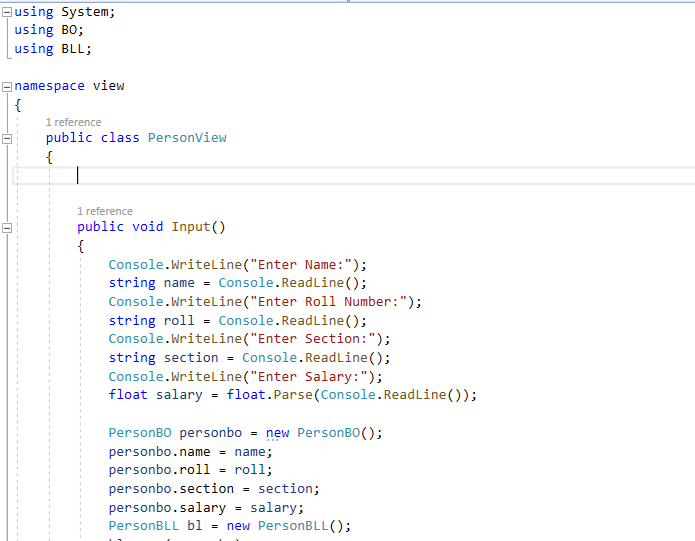 using System;
using BO;
using BLL;
namespace view
{
1 reference
public class PersonView
{
1 reference
public void Input()
{
Console.WriteLine("Enter Name:");
string name = Console.ReadLine();
Console.WriteLine("Enter Roll Number:");
string roll = Console.ReadLine();
Console.WriteLine("Enter Section:");
string section = Console.ReadLine();
Console.WriteLine("Enter Salary:");
float salary = float.Parse(Console.ReadLine());
PersonBO personbo = new PersonBO();
personbo.name = name;
personbo.roll = roll;
personbo.section = section;
personbo.salary = salary;
PersonBLL bl = new PersonBLL();